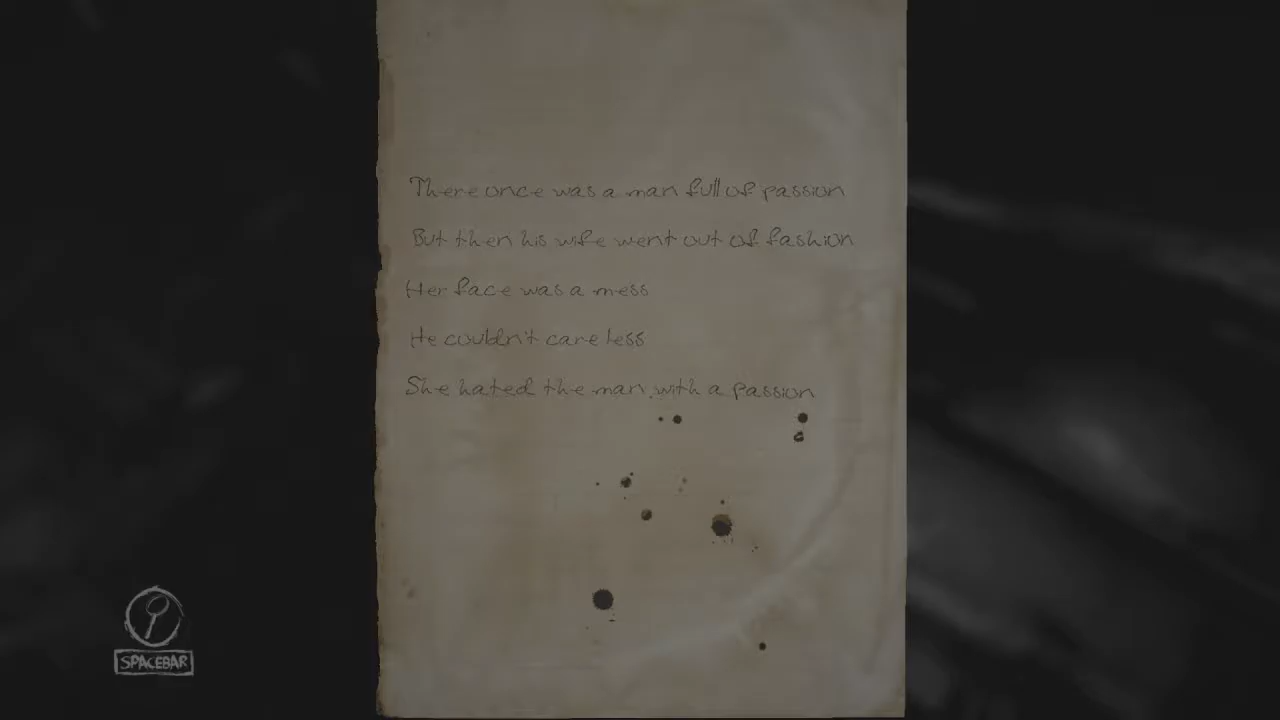 There once was a man full of passion
But then his wife went out of fashion
Her face was a mess
He couldn't care less
She hated the man, with a passion
SPACEBAR